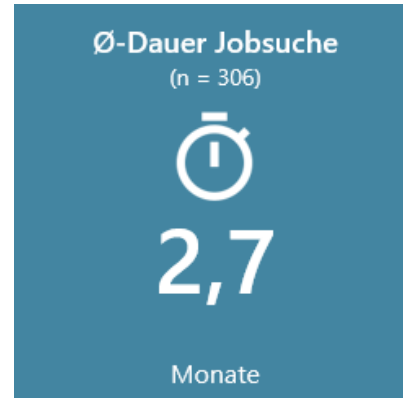 Ø-Dauer Jobsuche
(n = 306)
2,7
Monate